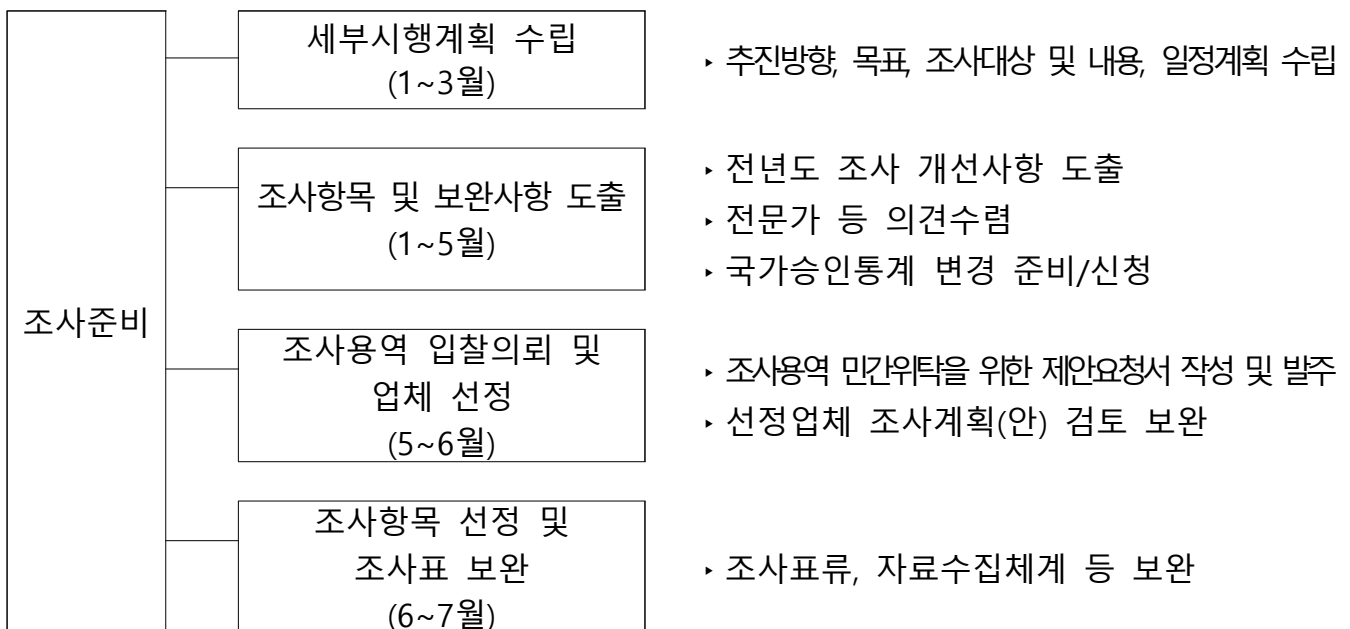 조사준비
세부시행계획 수립
(1~3월)
‣ 추진방향, 목표, 조사대상 및 내용, 일정계획 수립
조사항목 및 보완사항 도출
(1~5월)
‣ 전년도 조사 개선사항 도출
‣ 전문가 등 의견수렴
‣ 국가승인통계 변경 준비/신청
조사용역 입찰의뢰 및
업체 선정
(5~6월)
‣ 조사용역 민간위탁을 위한 제안요청서 작성 및 발주
‣ 선정업체 조사계획(안) 검토 보완
조사항목 선정 및
조사표 보완
(6~7월)
‣ 조사표류, 자료수집체계 등 보완